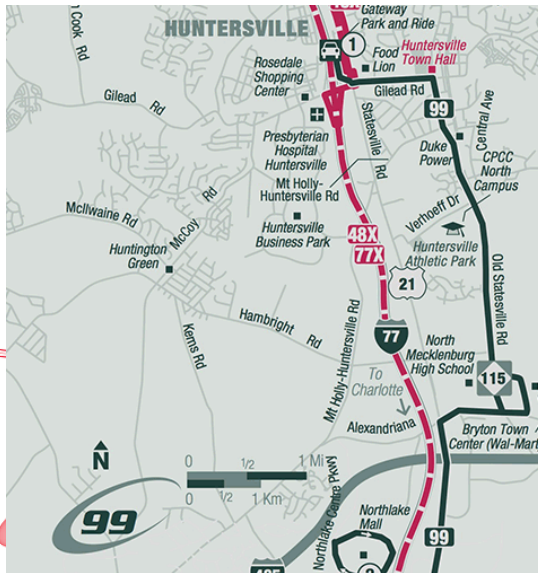 Gateway
Park and Ride
HUNTERSVILLE
1
Food
Lion
Huntersville
Town Hall
Rosedale
Shopping
Center
Cook Rd
Gilead Rd
Gilead Rd
99
Statesville Rd
Central Ave
Duke
Power
CPCC
North
Campus
Presbyterian
Hospital
Huntersville
Mt Holly-
Huntersville Rd
McCoy Rd
McIlwaine Rd
Verhoeff Dr
Huntersville
Business Park
Huntington
Green
48X
77X
Huntersville
Athletic Park
21
Old Statesville Rd
Hambright Rd
Kerns Rd
Mt Holly-Huntersville Rd
77
North
Mecklenburg
High School
115
To
Charlotte
Alexandriana
Bryton Town
Center (Wal-Mart
N
0 1/2 1 Mi
0 1/2 1 Km
99
Northlake Centre Pkwy
Northlake
Mall
99